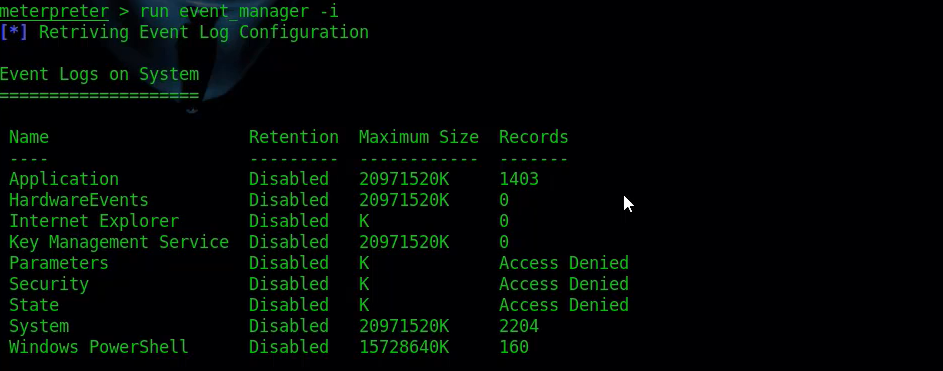 meterpreter > run event_manager -i
[*] Retriving Event Log Configuration
Event Logs on System
====================
Name Retention Maximum Size Records
---- --------- ------------ -------
Application Disabled 20971520K 1403
HardwareEvents Disabled 20971520K 0
Internet Explorer Disabled K 0
Key Management Service Disabled 20971520K 0
Parameters Disabled K Access Denied
Security Disabled K Access Denied
State Disabled K Access Denied
System Disabled 20971520K 2204
Windows PowerShell Disabled 15728640K 160